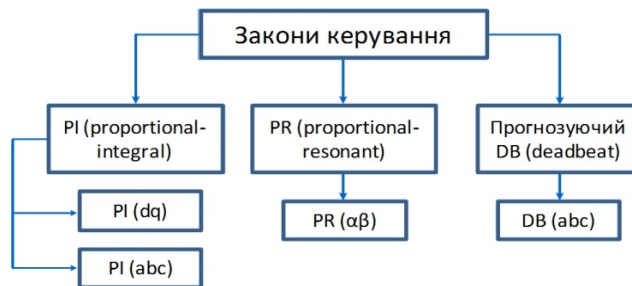 Закони керування
PI (proportional-
integral)
PR (proportional-
resonant)
Прогнозуючий
DB (deadbeat)
PI (dq)
PI (abc)
PR (αβ)
DB (abc)